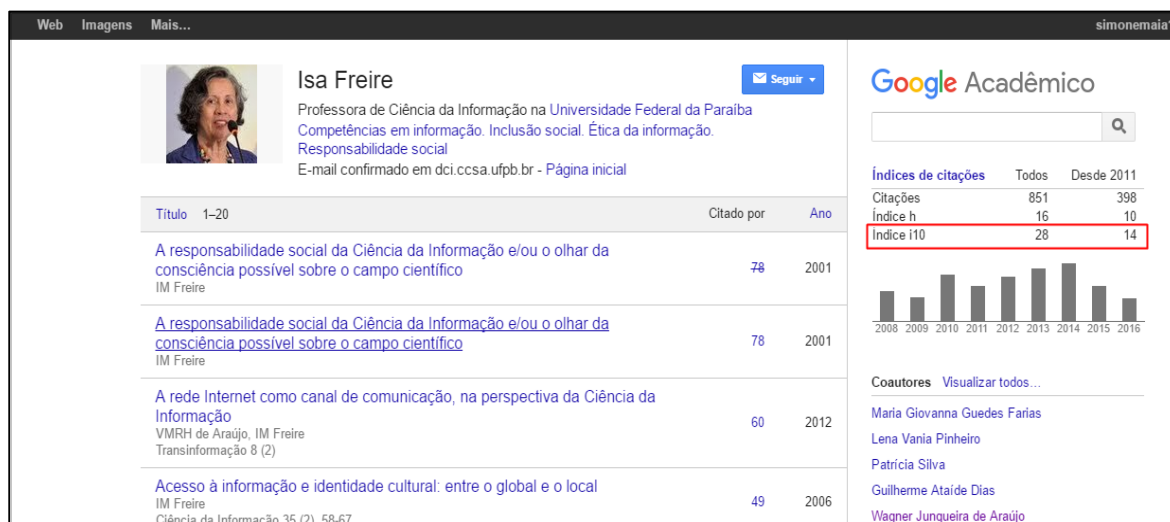 Web Imagens Mais...
simonemaia
Isa Freire
Seguir
Professora de Ciência da Informação na Universidade Federal da Paraíba
Competências em informação. Inclusão social. Ética da informação.
Responsabilidade social
E-mail confirmado em dci.ccsa.ufpb.br - Página inicial
Título 1–20 Citado por Ano
A responsabilidade social da Ciência da Informação e/ou o olhar da
consciência possível sobre o campo científico 78 2001
IM Freire
A responsabilidade social da Ciência da Informação e/ou o olhar da
consciência possível sobre o campo científico 78 2001
IM Freire
A rede Internet como canal de comunicação, na perspectiva da Ciência da
Informação 60 2012
VMRH de Araújo, IM Freire
Transinformação 8 (2)
Acesso à informação e identidade cultural: entre o global e o local
IM Freire 49 2006
Ciência da Informação 35 (2), 58-67
Google Acadêmico
Índices de citações Todos Desde 2011
Citações 851 398
Índice h 16 10
Índice i10 28 14
2008 2009 2010 2011 2012 2013 2014 2015 2016
Coautores Visualizar todos...
Maria Giovanna Guedes Farias
Lena Vania Pinheiro
Patrícia Silva
Guilherme Ataíde Dias
Wagner Junqueira de Araújo